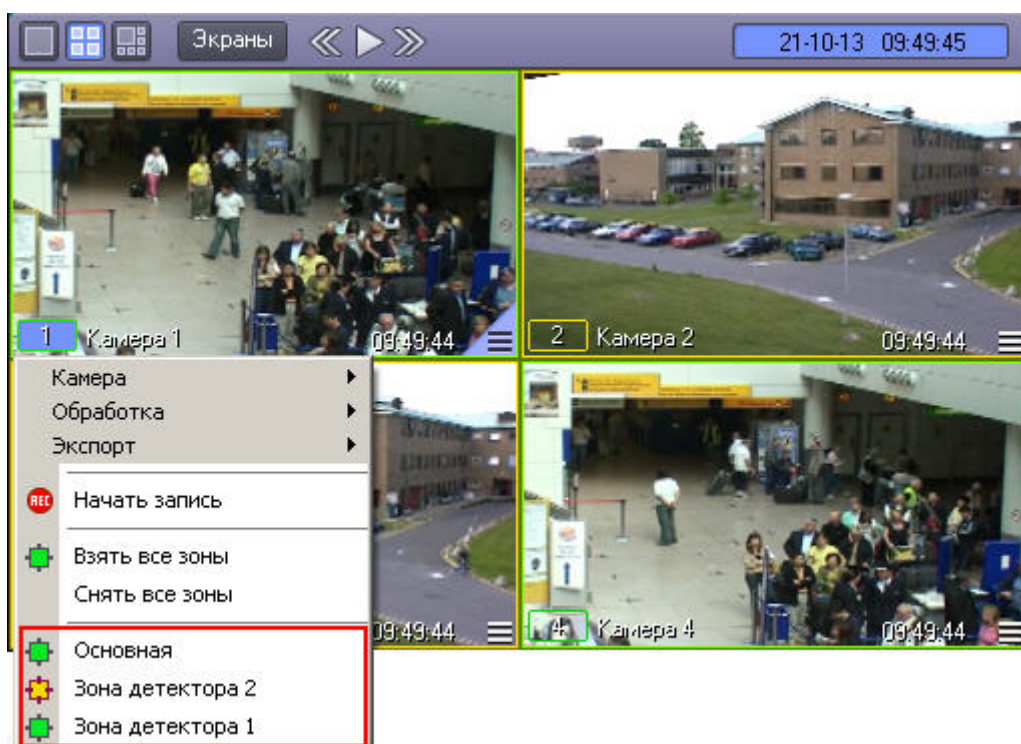 Экраны
21-10-13 09:49:45
1 Камера 1 09:49:44
2 Камера 2 09:49:44
Камера
Обработка
Экспорт
REC Начать запись
Взять все зоны
Снять все зоны
Основная
Зона детектора 2
Зона детектора 1
09:49:44
4 Камера 4 09:49:44